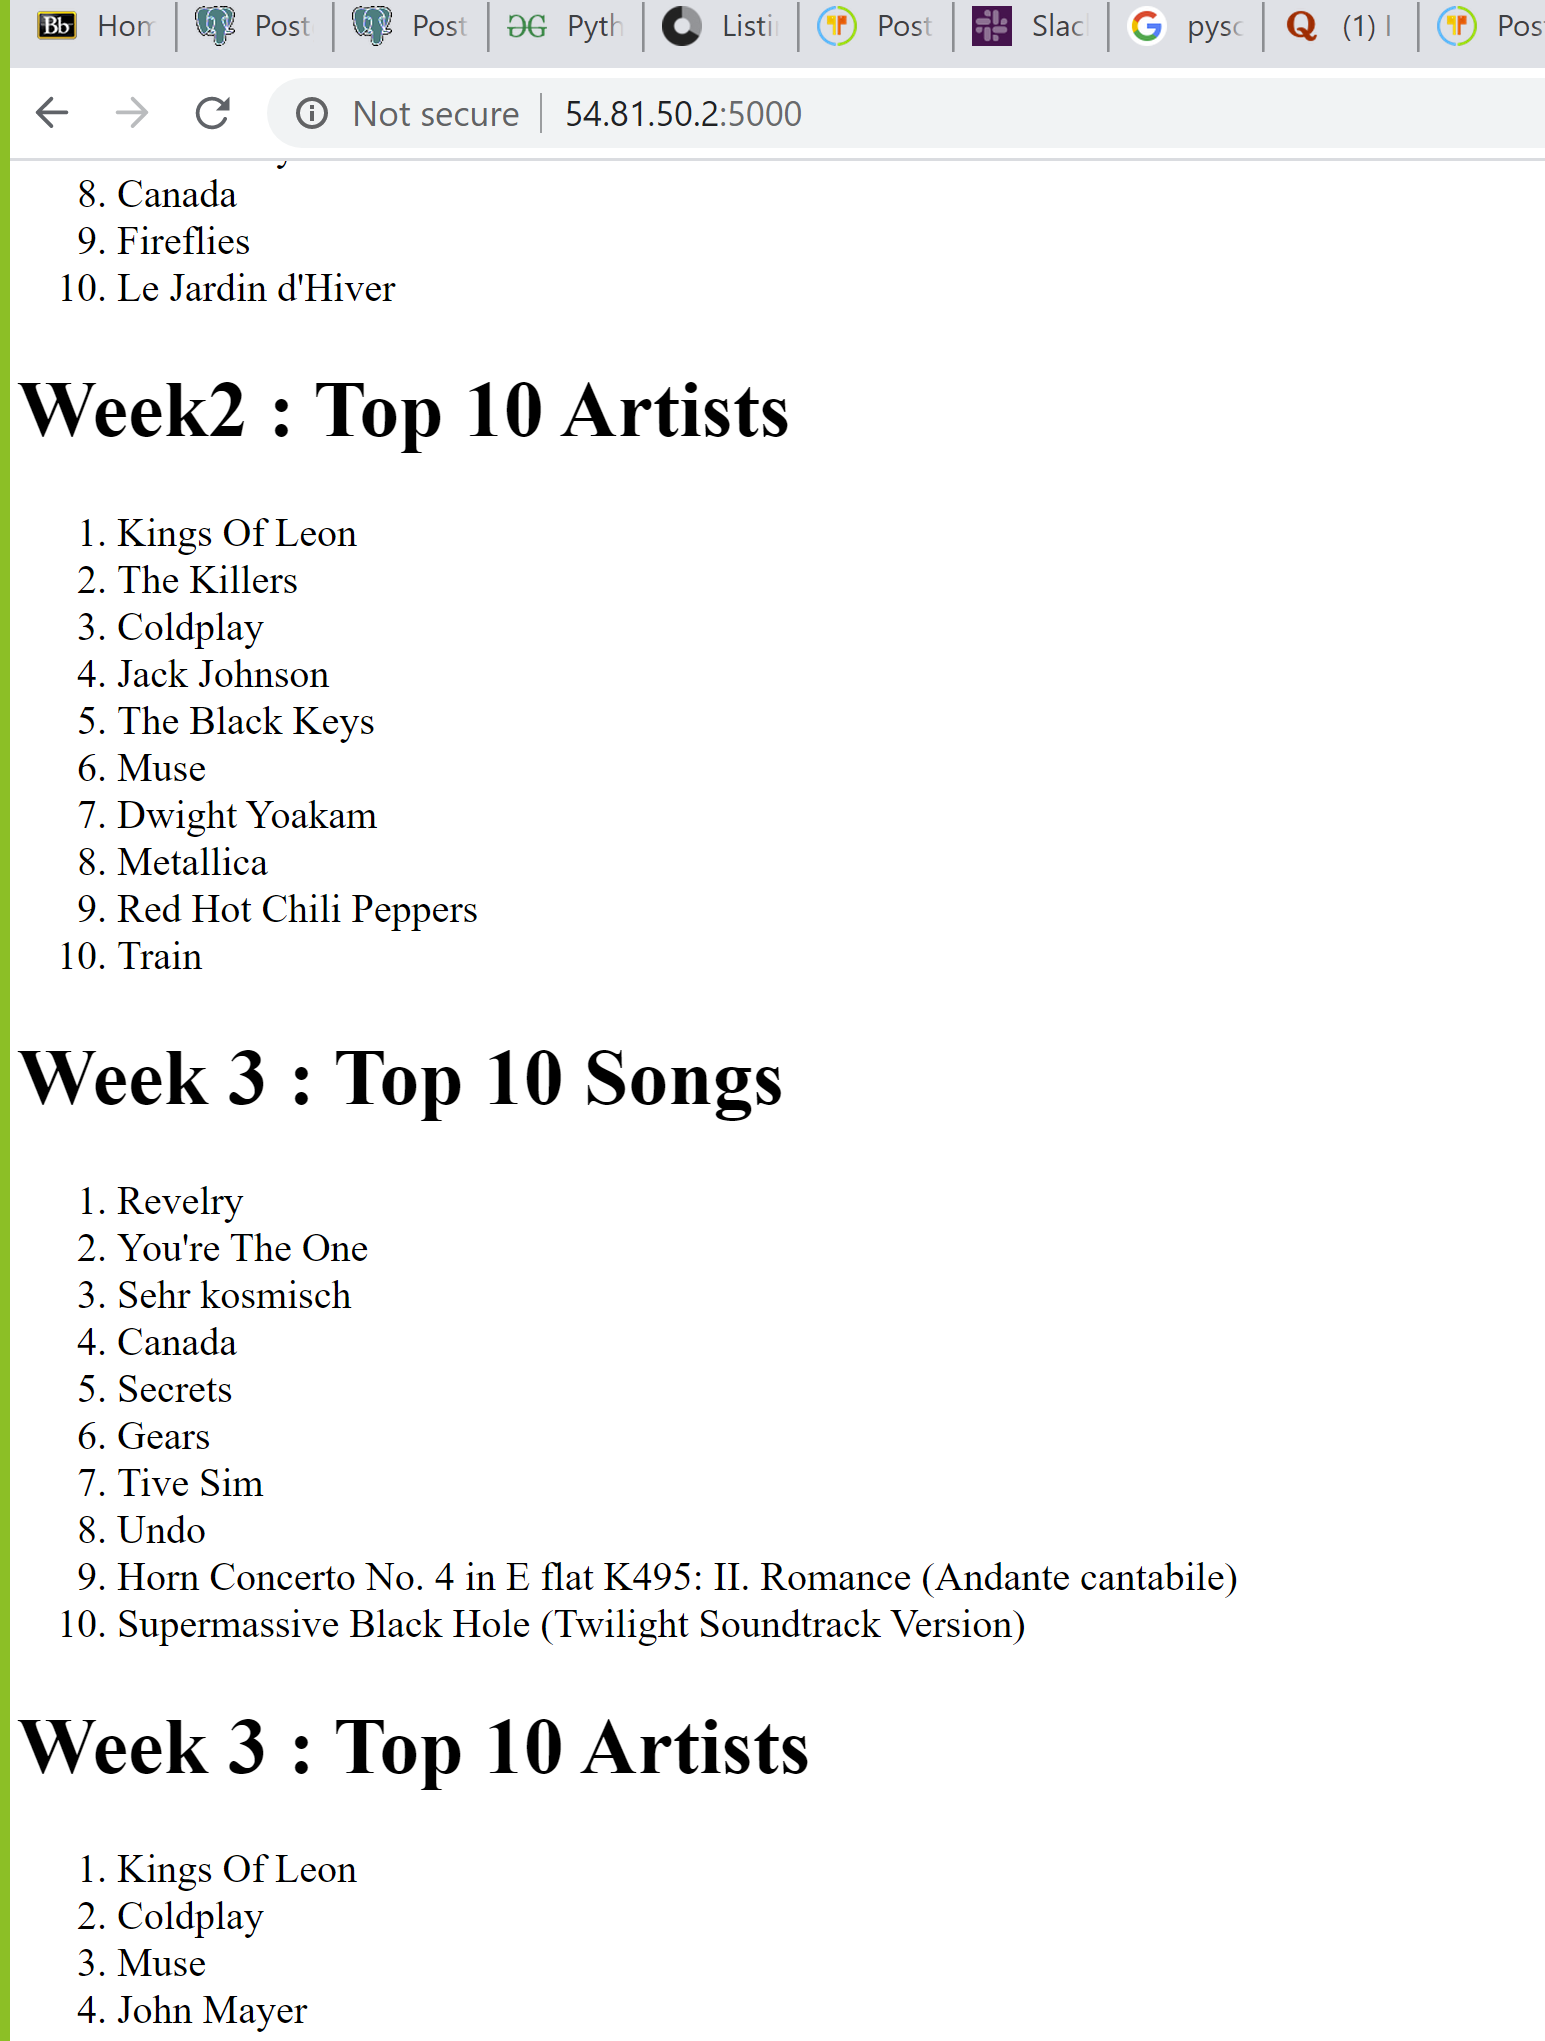 Bb Hom Post Post ƏG Pyth Listi Post Slac G pysc Q (1) Pos
Not secure 54.81.50.2:5000
8. Canada
9. Fireflies
10. Le Jardin d'Hiver
Week2 : Top 10 Artists
1. Kings Of Leon
2. The Killers
3. Coldplay
4. Jack Johnson
5. The Black Keys
6. Muse
7. Dwight Yoakam
8. Metallica
9. Red Hot Chili Peppers
10. Train
Week 3 : Top 10 Songs
1. Revelry
2. You're The One
3. Sehr kosmisch
4. Canada
5. Secrets
6. Gears
7. Tive Sim
8. Undo
9. Horn Concerto No. 4 in E flat K495: II. Romance (Andante cantabile)
10. Supermassive Black Hole (Twilight Soundtrack Version)
Week 3 : Top 10 Artists
1. Kings Of Leon
2. Coldplay
3. Muse
4. John Mayer